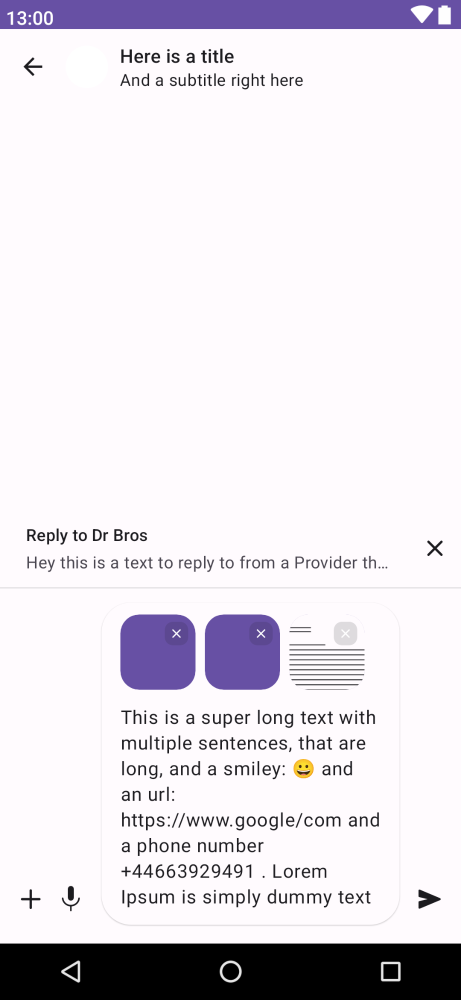 13:00
Here is a title
And a subtitle right here
Reply to Dr Bros
Hey this is a text to reply to from a Provider th…
This is a super long text with
multiple sentences, that are
long, and a smiley: 😀 and
an url:
https://www.google/com and
a phone number
+44663929491 . Lorem
Ipsum is simply dummy text